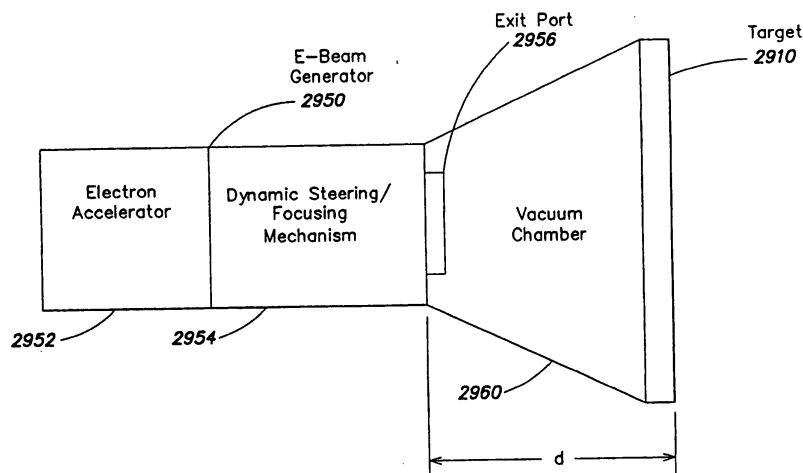 Exit Port
2956
Target
2910
E-Beam
Generator
2950
Electron
Accelerator
Dynamic Steering/
Focusing
Mechanism
Vacuum
Chamber
2952
2954
2960
d